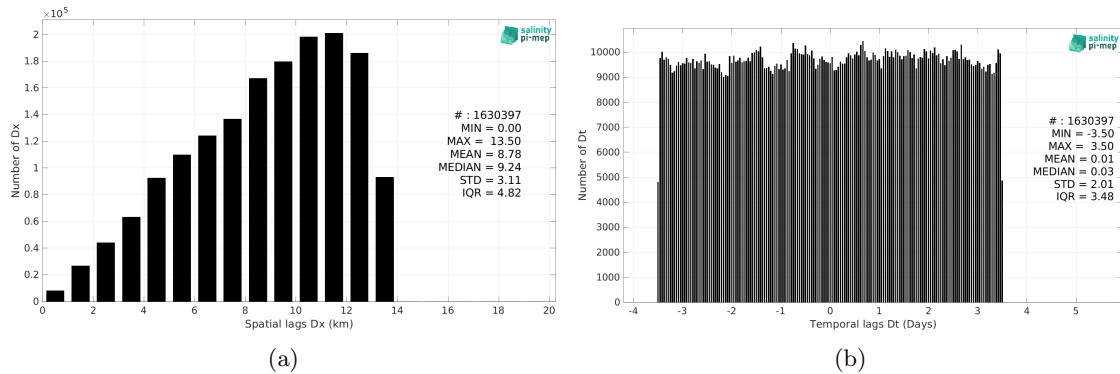 ×10⁵
2
1.8
1.6
1.4
1.2
1
0.8
0.6
0.4
0.2
0
Number of Dx
salinity
pi-mep
# : 1630397
MIN = 0.00
MAX = 13.50
MEAN = 8.78
MEDIAN = 9.24
STD = 3.11
IQR = 4.82
0 2 4 6 8 10 12 14 16 18 20
Spatial lags Dx (km)
(a)
10000
9000
8000
7000
6000
5000
4000
3000
2000
1000
0
Number of Dt
salinity
pi-mep
# : 1630397
MIN = -3.50
MAX = 3.50
MEAN = 0.01
MEDIAN = 0.03
STD = 2.01
IQR = 3.48
-4 -3 -2 -1 0 1 2 3 4 5
Temporal lags Dt (Days)
(b)